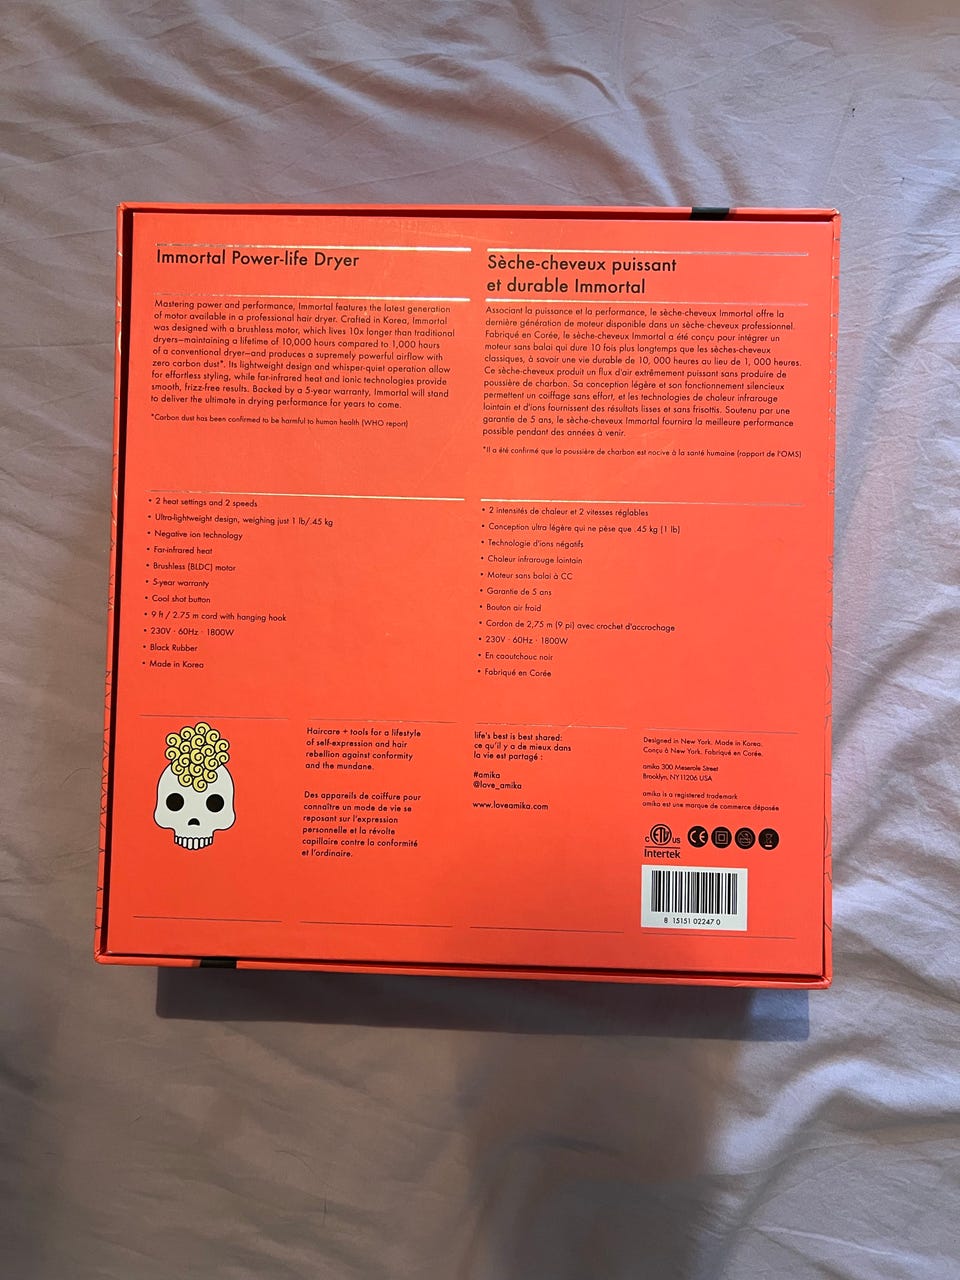 Immortal Power-life Dryer
Mastering power and performance, Immortal features the latest generation
of motor available in a professional hair dryer. Crafted in Korea, Immortal
was designed with a brushless motor, which lives 10x longer than traditional
dryers—maintaining a lifetime of 10,000 hours compared to 1,000 hours
of a conventional dryer—and produces a supremely powerful airflow with
zero carbon dust*. Its lightweight design and whisper-quiet operation allow
for effortless styling, while far-infrared heat and ionic technologies provide
smooth, frizz-free results. Backed by a 5-year warranty, Immortal will stand
to deliver the ultimate in drying performance for years to come.
*Carbon dust has been confirmed to be harmful to human health (WHO report)
• 2 heat settings and 2 speeds
• Ultra-lightweight design, weighing just 1 lb/.45 kg
• Negative ion technology
• Far-infrared heat
• Brushless (BLDC) motor
• 5-year warranty
• Cool shot button
• 9 ft / 2.75 m cord with hanging hook
• 230V · 60Hz · 1800W
• Black Rubber
• Made in Korea
Sèche-cheveux puissant
et durable Immortal
Associant la puissance et la performance, le sèche-cheveux Immortal offre la
dernière génération de moteur disponible dans un sèche-cheveux professionnel.
Fabriqué en Corée, le sèche-cheveux Immortal a été conçu pour intégrer un
moteur sans balai qui dure 10 fois plus longtemps que les sèches-cheveux
classiques, à savoir une vie durable de 10, 000 heures au lieu de 1, 000 heures.
Ce sèche-cheveux produit un flux d'air extrêmement puissant sans produire de
poussière de charbon. Sa conception légère et son fonctionnement silencieux
permettent un coiffage sans effort, et les technologies de chaleur infrarouge
lointain et d'ions fournissent des résultats lisses et sans frisottis. Soutenu par une
garantie de 5 ans, le sèche-cheveux Immortal fournira la meilleure performance
possible pendant des années à venir.
*Il a été confirmé que la poussière de charbon est nocive à la santé humaine (rapport de l'OMS)
• 2 intensités de chaleur et 2 vitesses réglables
• Conception ultra légère qui ne pèse que .45 kg (1 lb)
• Technologie d'ions négatifs
• Chaleur infrarouge lointain
• Moteur sans balai à CC
• Garantie de 5 ans
• Bouton air froid
• Cordon de 2,75 m (9 pi) avec crochet d'accrochage
• 230V · 60Hz · 1800W
• En caoutchouc noir
• Fabriqué en Corée
Haircare + tools for a lifestyle
of self-expression and hair
rebellion against conformity
and the mundane.
Des appareils de coiffure pour
connaître un mode de vie se
reposant sur l'expression
personnelle et la révolte
capillaire contre la conformité
et l'ordinaire.
life's best is best shared:
ce qu'il y a de mieux dans
la vie est partagé :
#amika
@love_amika
www.loveamika.com
Designed in New York. Made in Korea.
Conçu à New York. Fabriqué en Corée.
amika 300 Meserole Street
Brooklyn, NY 11206 USA
amika is a registered trademark
amika est une marque de commerce déposée
C ETL US CE
Intertek
8 15151 02247 0